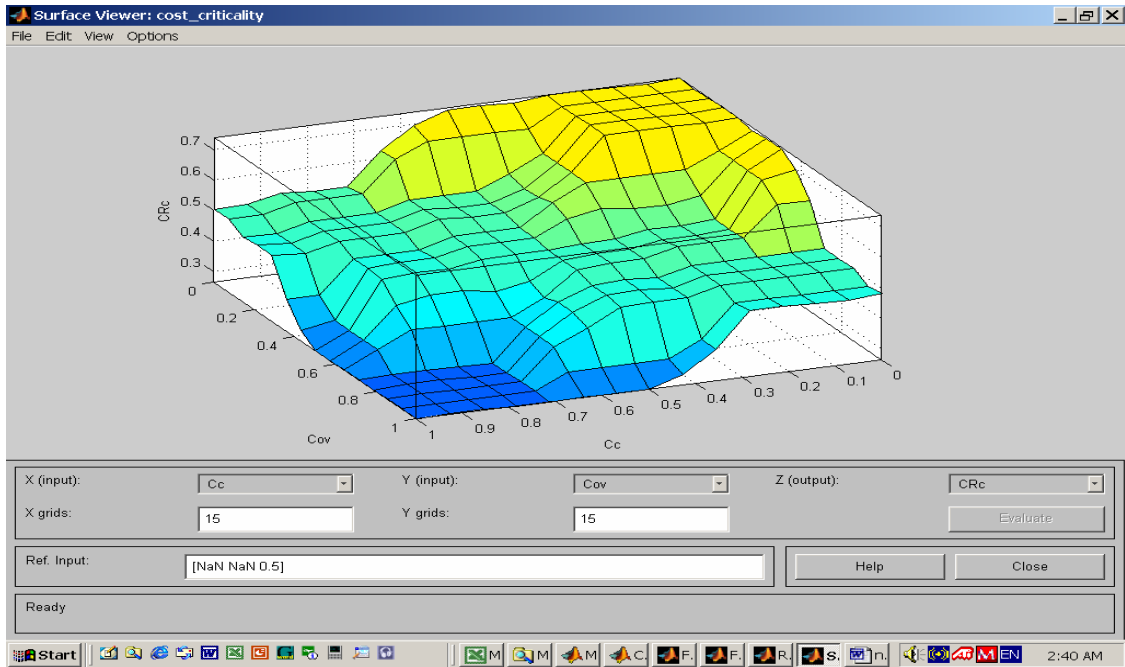 Surface Viewer: cost_criticality
File Edit View Options
0.7
0.6
0.5
0.4
0.3
CRc
0
0.2
0.4
0.6
0.8
1
Cov
1
0.9
0.8
0.7
0.6
0.5
0.4
0.3
0.2
0.1
0
Cc
X (input): Cc Y (input): Cov Z (output): CRc
X grids: 15 Y grids: 15 Evaluate
Ref. Input: [NaN NaN 0.5] Help Close
Ready
Start M M M C. F. F. R. S. n. EN 2:40 AM